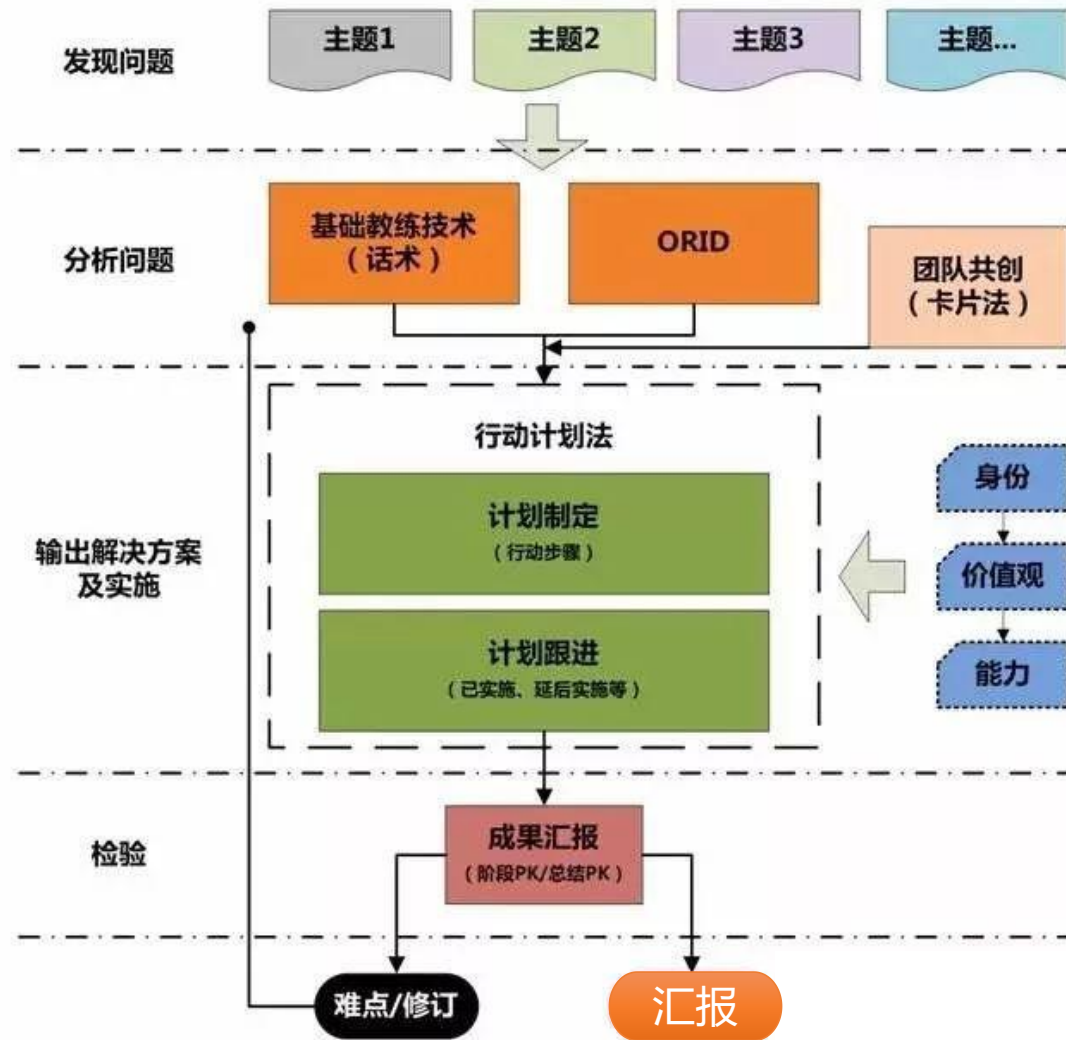 发现问题
主题1
主题2
主题3
主题...
分析问题
基础教练技术
（话术）
ORID
团队共创
（卡片法）
输出解决方案
及实施
行动计划法
计划制定
（行动步骤）
计划跟进
（已实施、延后实施等）
身份
价值观
能力
检验
成果汇报
（阶段PK/总结PK）
难点/修订
汇报